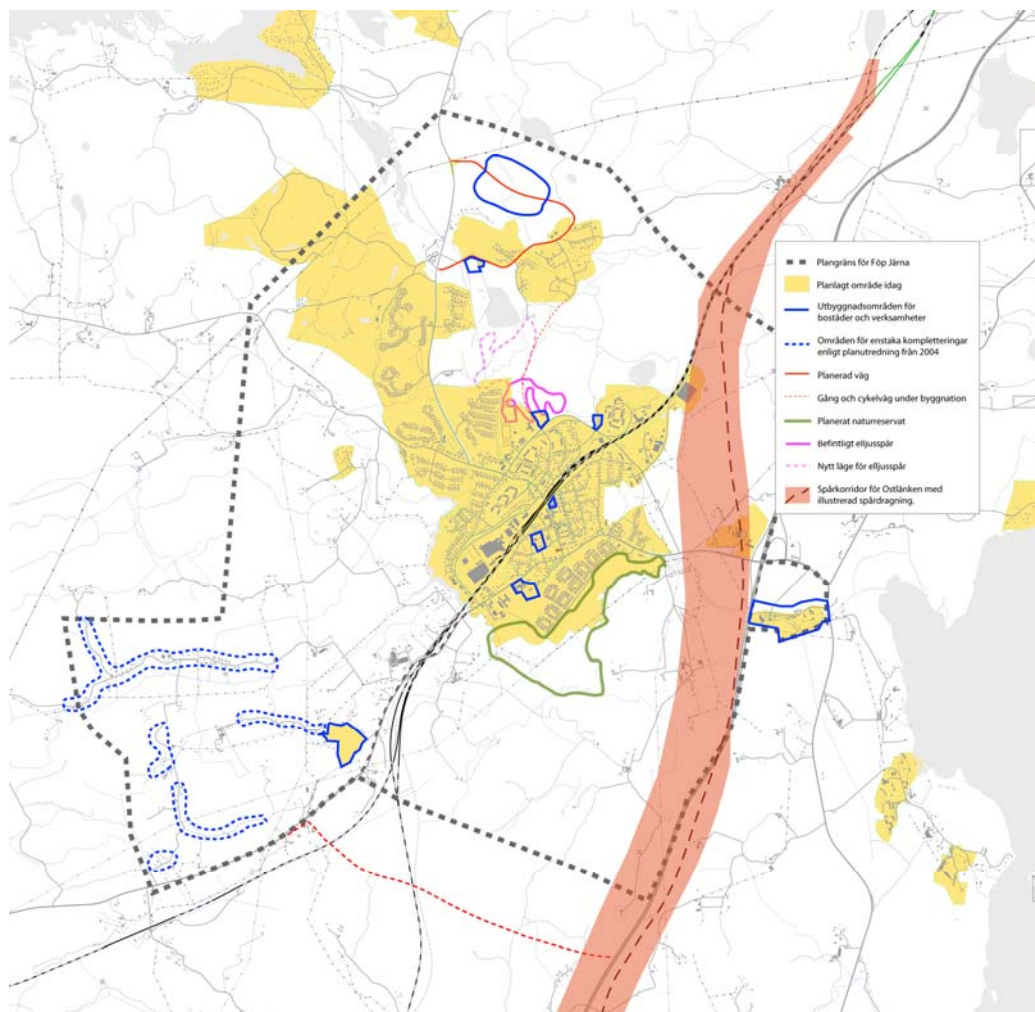 Plangräns för Föp Järna
Planlagt område idag
Utbyggnadsområden för
bostäder och verksamheter
Områden för enstaka kompletteringar
enligt planutredning från 2004
Planerad väg
Gång och cykelväg under byggnation
Planerat naturreservat
Befintligt elljusspår
Nytt läge för elljusspår
Spårkorridor för Ostlänken med
illustrerad spårdragning.